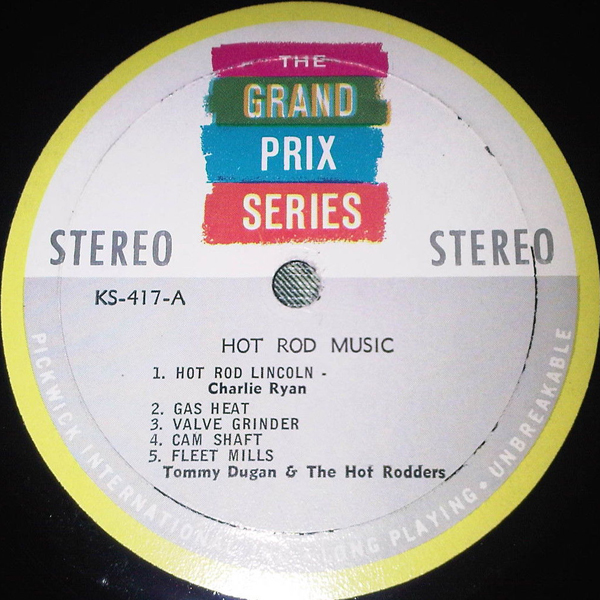 THE
GRAND
PRIX
SERIES
STEREO STEREO
KS-417-A
HOT ROD MUSIC
1. HOT ROD LINCOLN -
Charlie Ryan
2. GAS HEAT
3. VALVE GRINDER
4. CAM SHAFT
5. FLEET MILLS
Tommy Dugan & The Hot Rodders
PICKWICK INTERNATIONAL LONG PLAYING • UNBREAKABLE